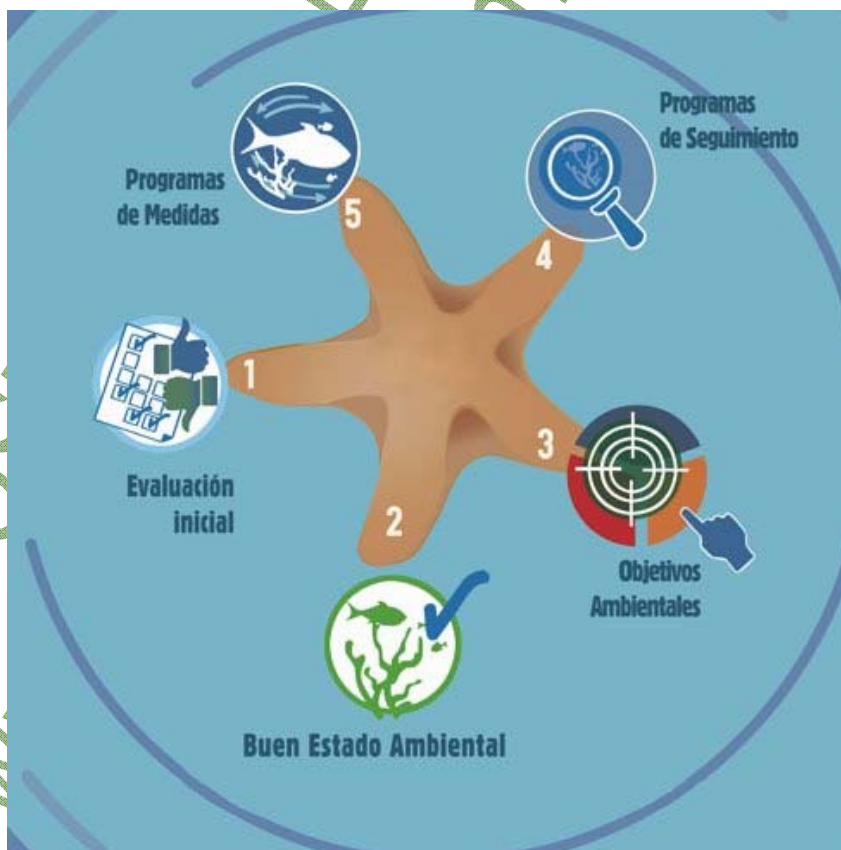 Programas
de Seguimiento
Programas
de Medidas
5
4
1
3
Evaluación
inicial
2
Objetivos
Ambientales
Buen Estado Ambiental